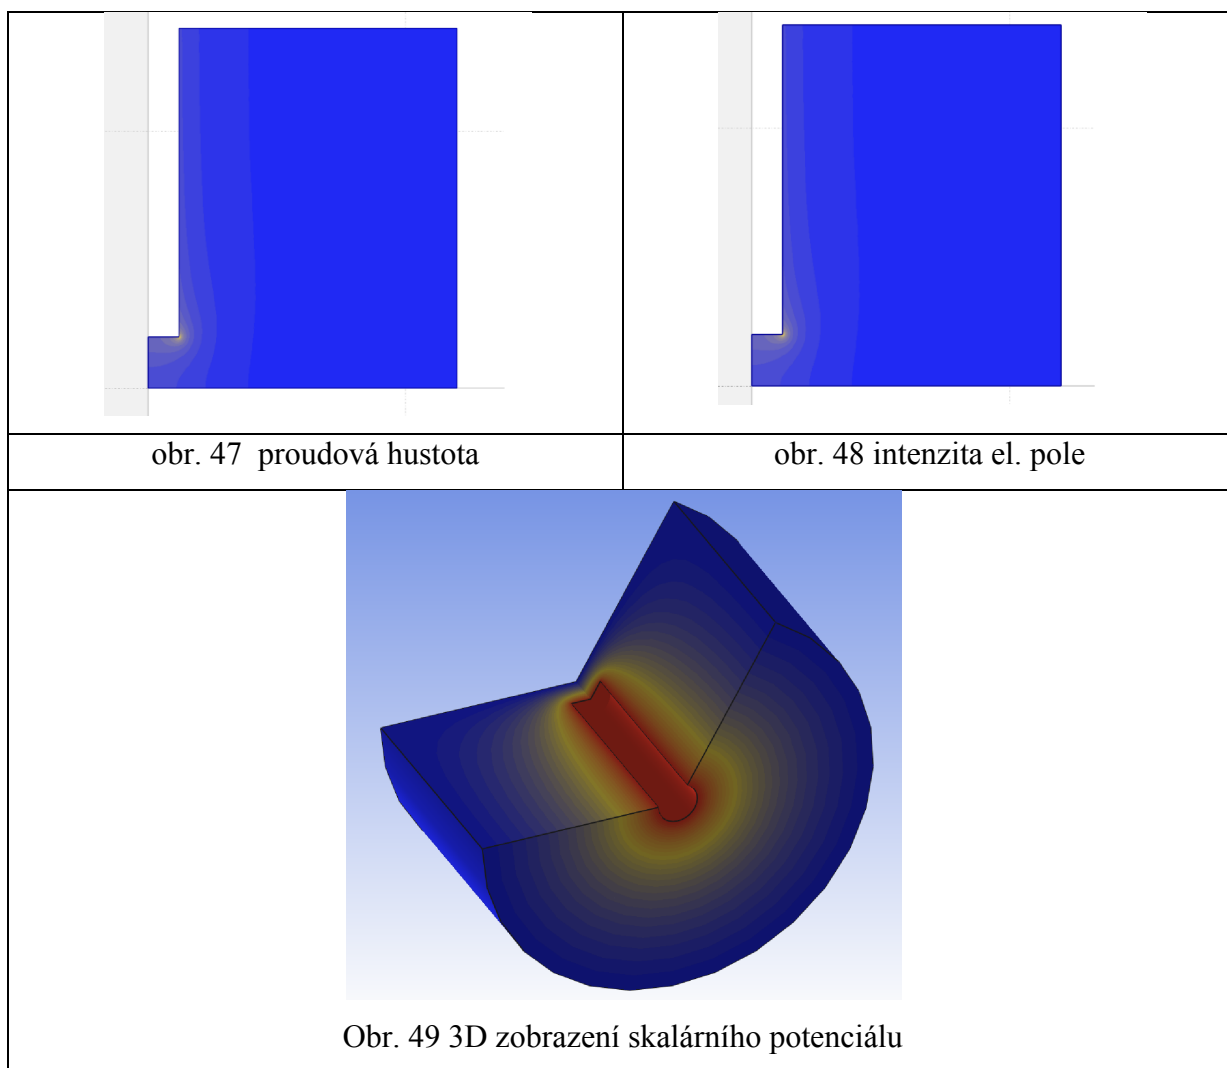 obr. 47  proudová hustota
obr. 48 intenzita el. pole
Obr. 49 3D zobrazení skalárního potenciálu